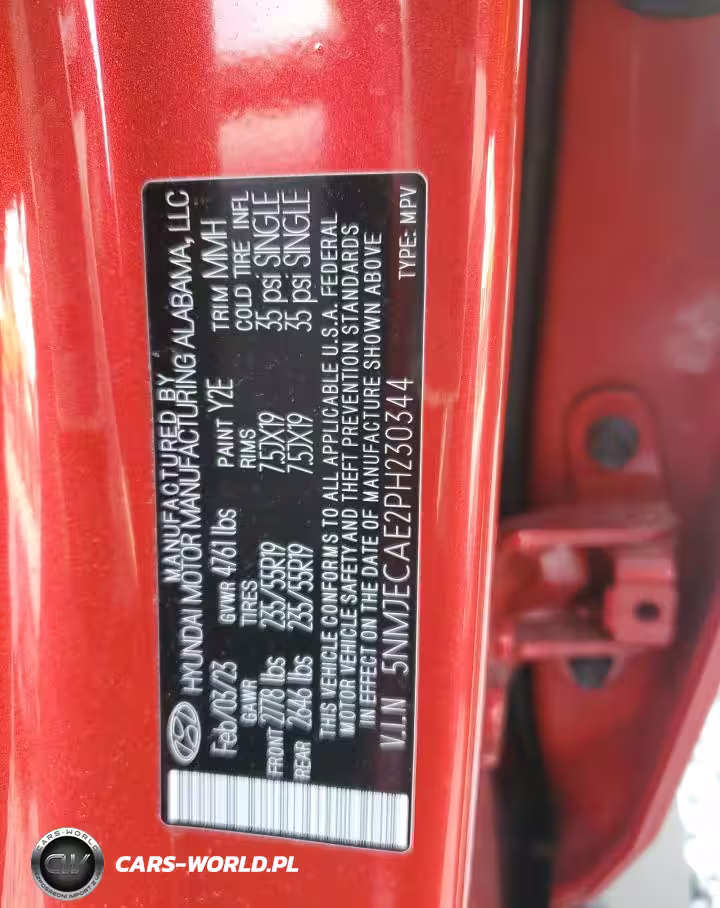 MANUFACTURED BY
HYUNDAI MOTOR MANUFACTURING ALABAMA, LLC
Feb/03/23 GVWR 4761 lbs PAINT Y2E TRIM MMH
GAWR TIRES RIMS COLD TIRE INFL
FRONT 2778 lbs 235/55R19 7.5JX19 35 psi SINGLE
REAR 2646 lbs 235/55R19 7.5JX19 35 psi SINGLE
THIS VEHICLE CONFORMS TO ALL APPLICABLE U.S.A. FEDERAL
MOTOR VEHICLE SAFETY AND THEFT PREVENTION STANDARDS
IN EFFECT ON THE DATE OF MANUFACTURE SHOWN ABOVE
V.I.N 5NMJECAE2PH230344
TYPE: MPV
CARS-WORLD
CW
CARS-WORLD.PL